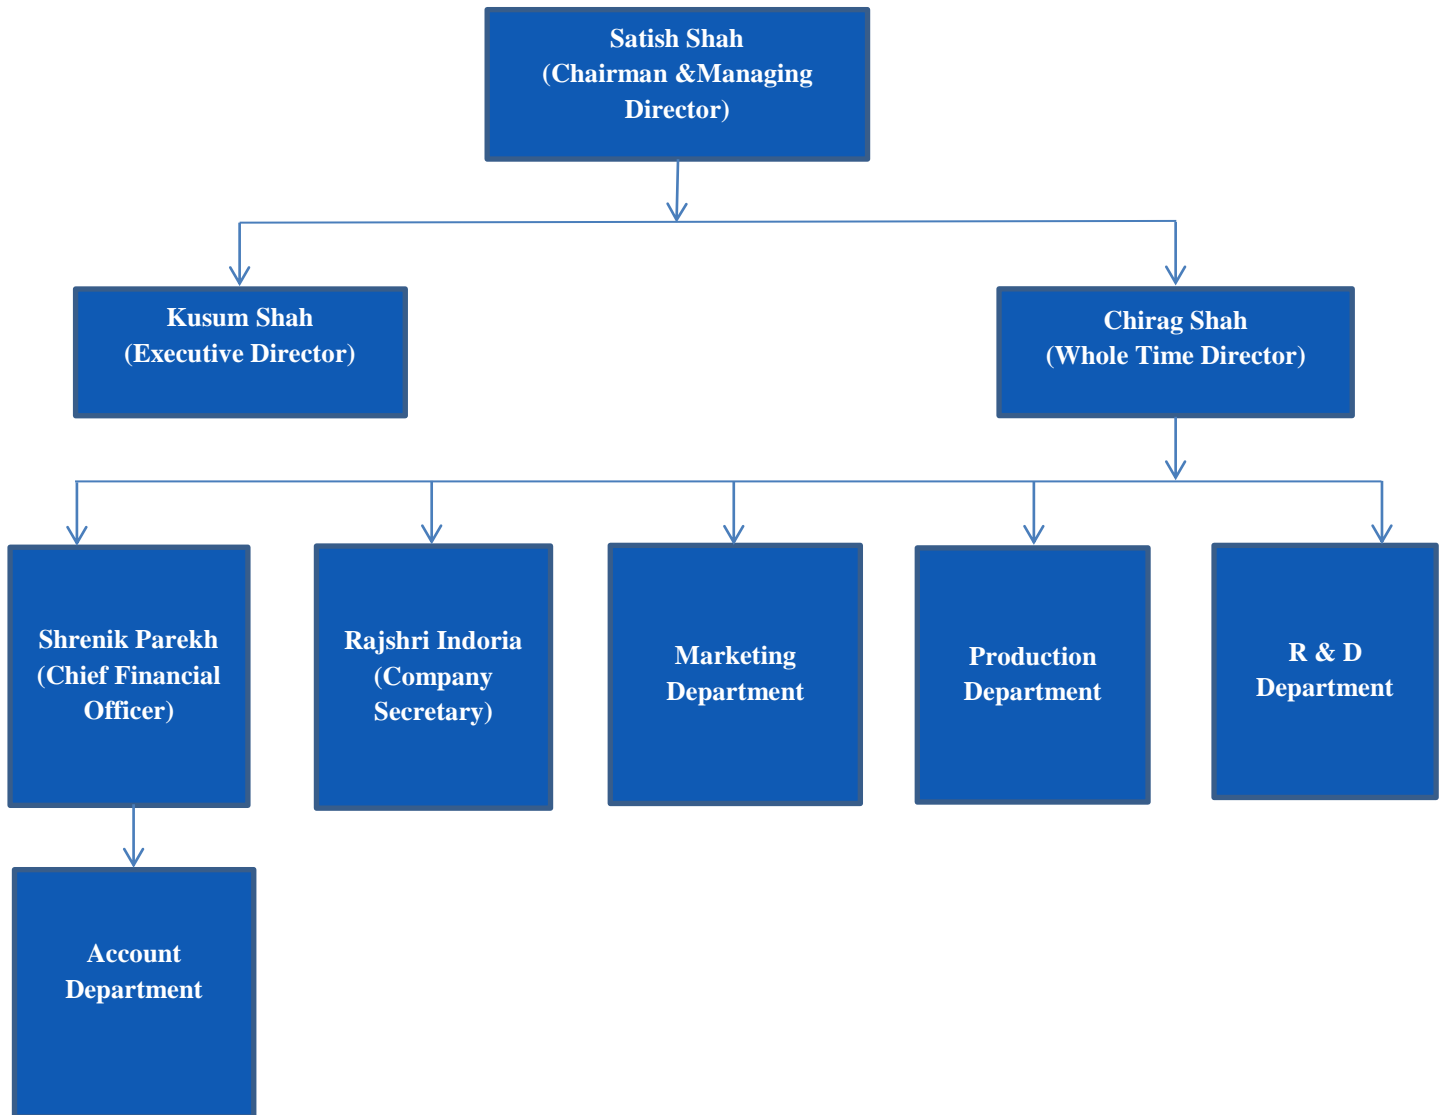 Satish Shah
(Chairman &Managing
Director)
Kusum Shah
(Executive Director)
Chirag Shah
(Whole Time Director)
Shrenik Parekh
(Chief Financial
Officer)
Rajshri Indoria
(Company
Secretary)
Marketing
Department
Production
Department
R & D
Department
Account
Department